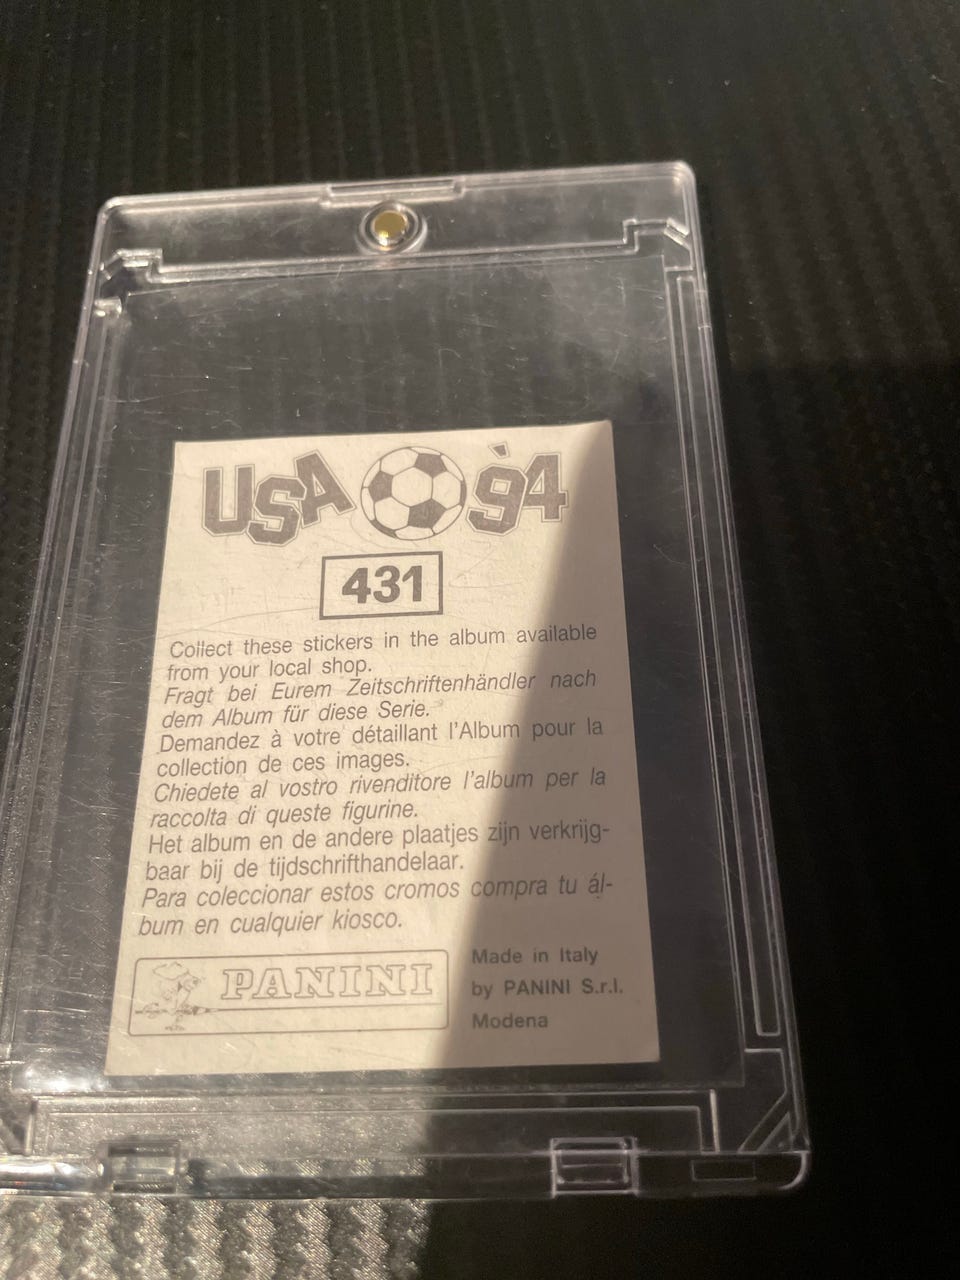 USA '94
431
Collect these stickers in the album available
from your local shop.
Fragt bei Eurem Zeitschriftenhändler nach
dem Album für diese Serie.
Demandez à votre détaillant l'Album pour la
collection de ces images.
Chiedete al vostro rivenditore l'album per la
raccolta di queste figurine.
Het album en de andere plaatjes zijn verkrijg-
baar bij de tijdschrifthandelaar.
Para coleccionar estos cromos compra tu ál-
bum en cualquier kiosco.
PANINI
Made in Italy
by PANINI S.r.l.
Modena